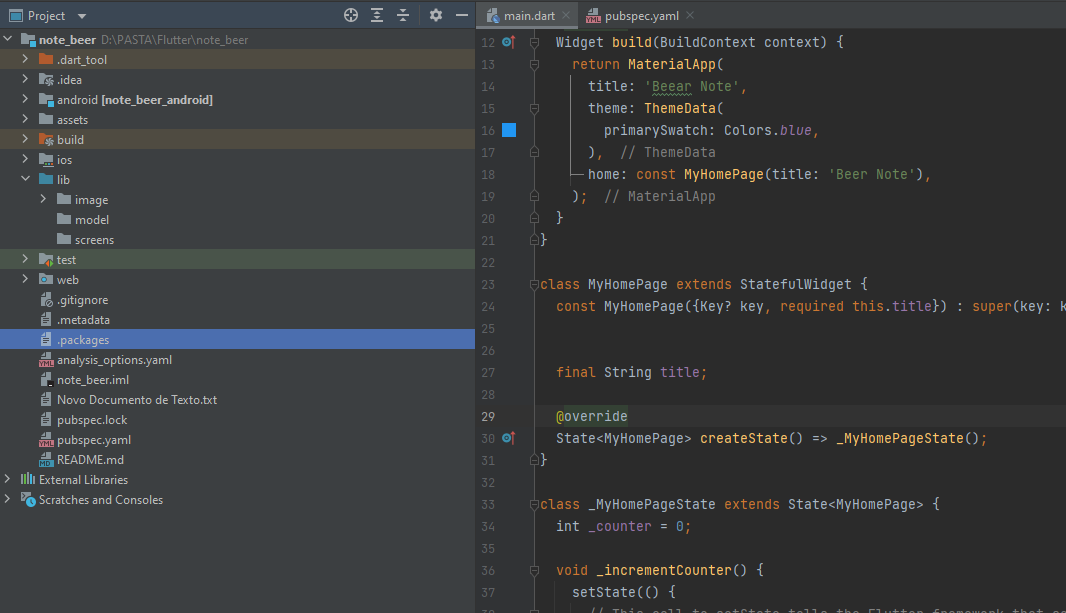 Project
note_beer D:\PASTA\Flutter\note_beer
.dart_tool
.idea
android [note_beer_android]
assets
build
ios
lib
image
model
screens
test
web
.gitignore
.metadata
.packages
analysis_options.yaml
note_beer.iml
Novo Documento de Texto.txt
pubspec.lock
pubspec.yaml
README.md
External Libraries
Scratches and Consoles
main.dart
pubspec.yaml
12 Widget build(BuildContext context) {
13 return MaterialApp(
14 title: 'Beear Note',
15 theme: ThemeData(
16 primarySwatch: Colors.blue,
17 ), // ThemeData
18 home: const MyHomePage(title: 'Beer Note'),
19 ); // MaterialApp
20 }
21 }
22
23 class MyHomePage extends StatefulWidget {
24 const MyHomePage({Key? key, required this.title}) : super(key: k
25
26
27 final String title;
28
29 @override
30 State<MyHomePage> createState() => _MyHomePageState();
31 }
32
33 class _MyHomePageState extends State<MyHomePage> {
34 int _counter = 0;
35
36 void _incrementCounter() {
37 setState(() {